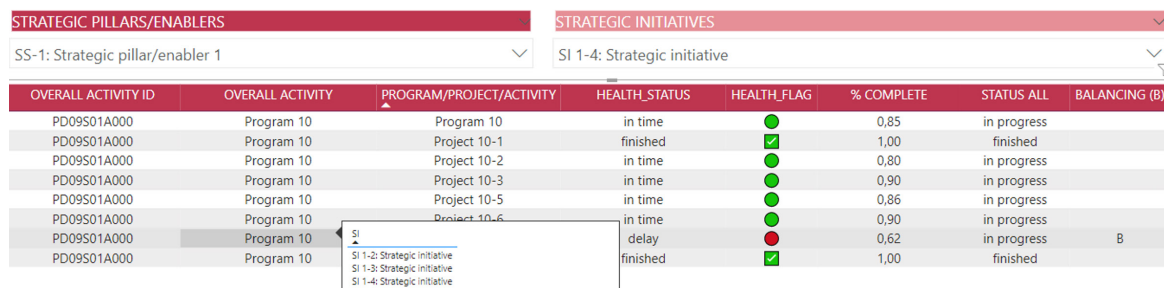 STRATEGIC PILLARS/ENABLERS STRATEGIC INITIATIVES
SS-1: Strategic pillar/enabler 1 SI 1-4: Strategic initiative
OVERALL ACTIVITY ID OVERALL ACTIVITY PROGRAM/PROJECT/ACTIVITY HEALTH_STATUS HEALTH_FLAG % COMPLETE STATUS ALL BALANCING (B)
PD09S01A000 Program 10 Program 10 in time 0,85 in progress
PD09S01A000 Program 10 Project 10-1 finished 1,00 finished
PD09S01A000 Program 10 Project 10-2 in time 0,80 in progress
PD09S01A000 Program 10 Project 10-3 in time 0,90 in progress
PD09S01A000 Program 10 Project 10-5 in time 0,86 in progress
PD09S01A000 Program 10 Project 10-6 in time 0,90 in progress
PD09S01A000 Program 10 delay 0,62 in progress B
PD09S01A000 Program 10 finished 1,00 finished
SI
SI 1-2: Strategic initiative
SI 1-3: Strategic initiative
SI 1-4: Strategic initiative